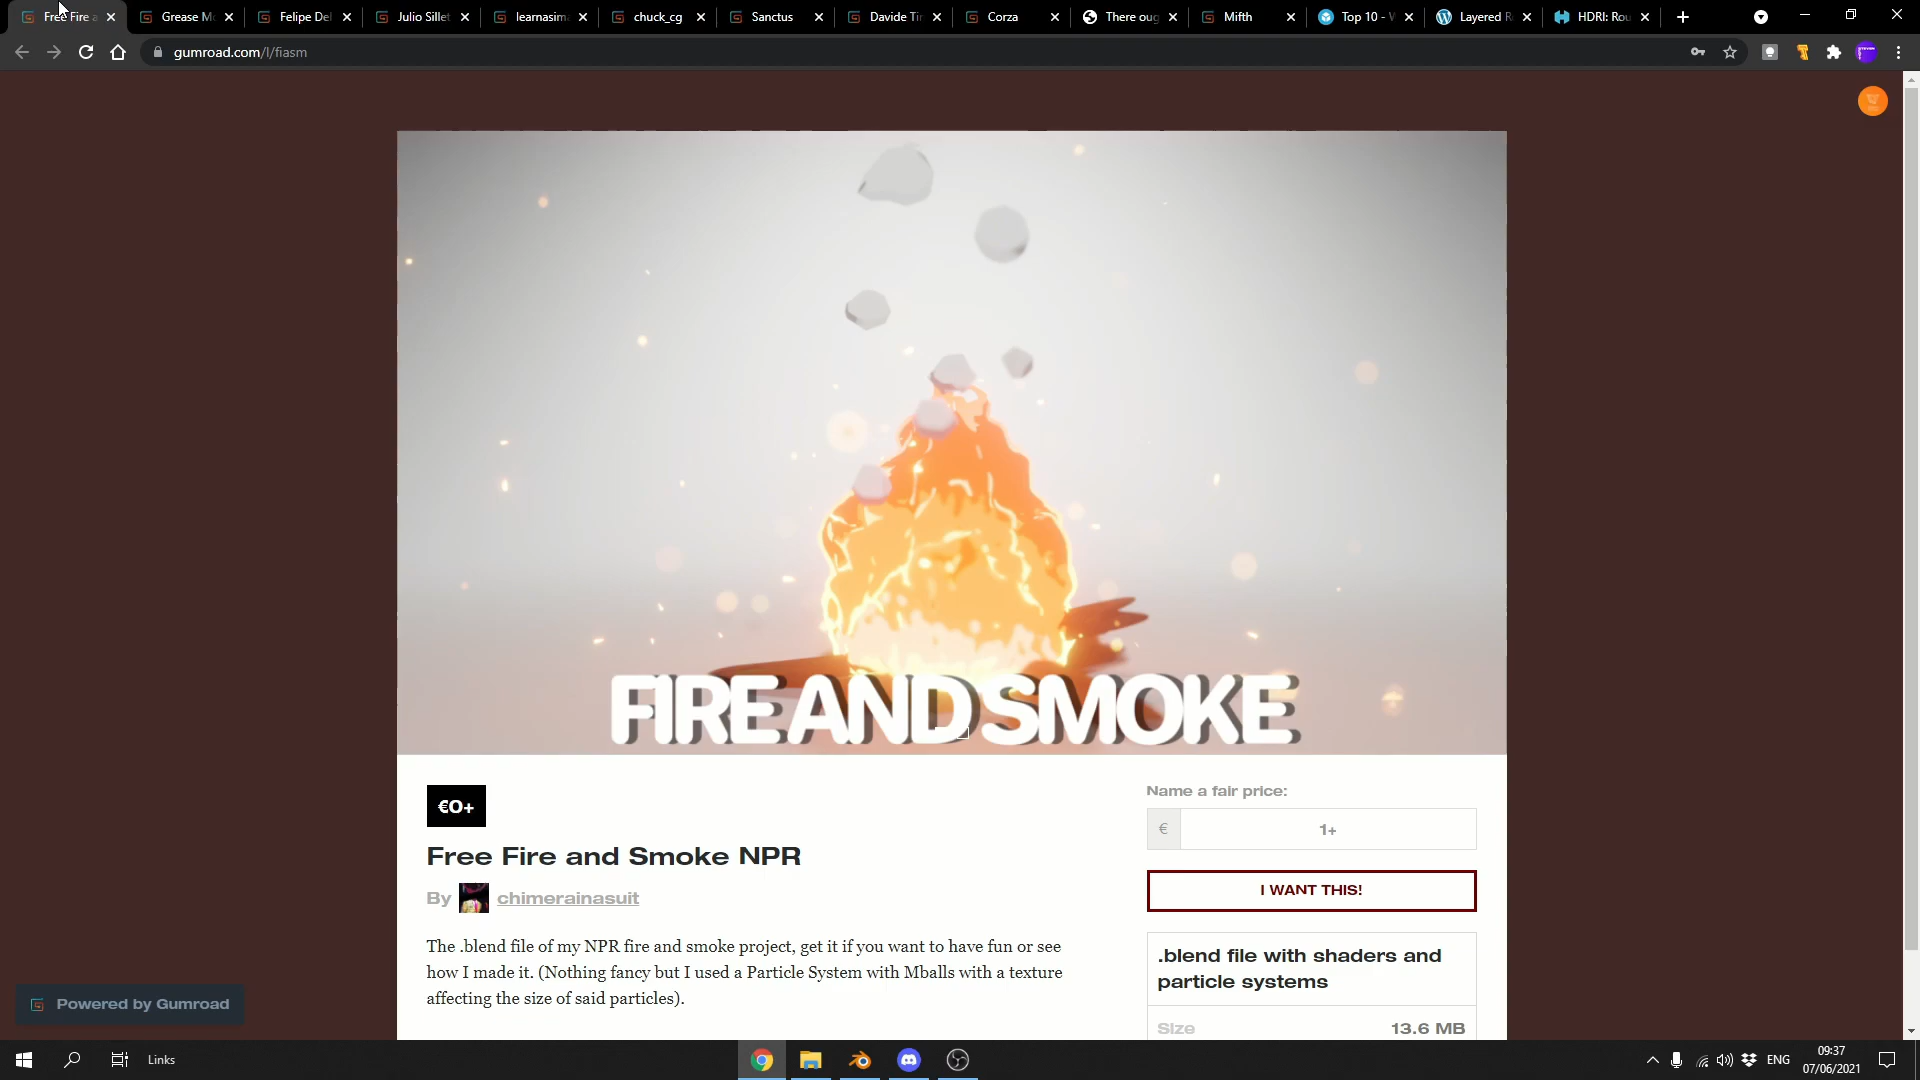 Free Fire a
Grease Mo
Felipe Del
Julio Sillet
learnasim
chuck_cg
Sanctus
Davide Tir
Corza
There oug
Mifth
Top 10 - W
Layered R
HDRI: Rou
gumroad.com/l/fiasm
FIRE AND SMOKE
€0+
Free Fire and Smoke NPR
By chimerainasuit
The .blend file of my NPR fire and smoke project, get it if you want to have fun or see
how I made it. (Nothing fancy but I used a Particle System with Mballs with a texture
affecting the size of said particles).
Name a fair price:
€ 1+
I WANT THIS!
.blend file with shaders and
particle systems
Size 13.6 MB
Powered by Gumroad
Links
ENG
09:37
07/06/2021